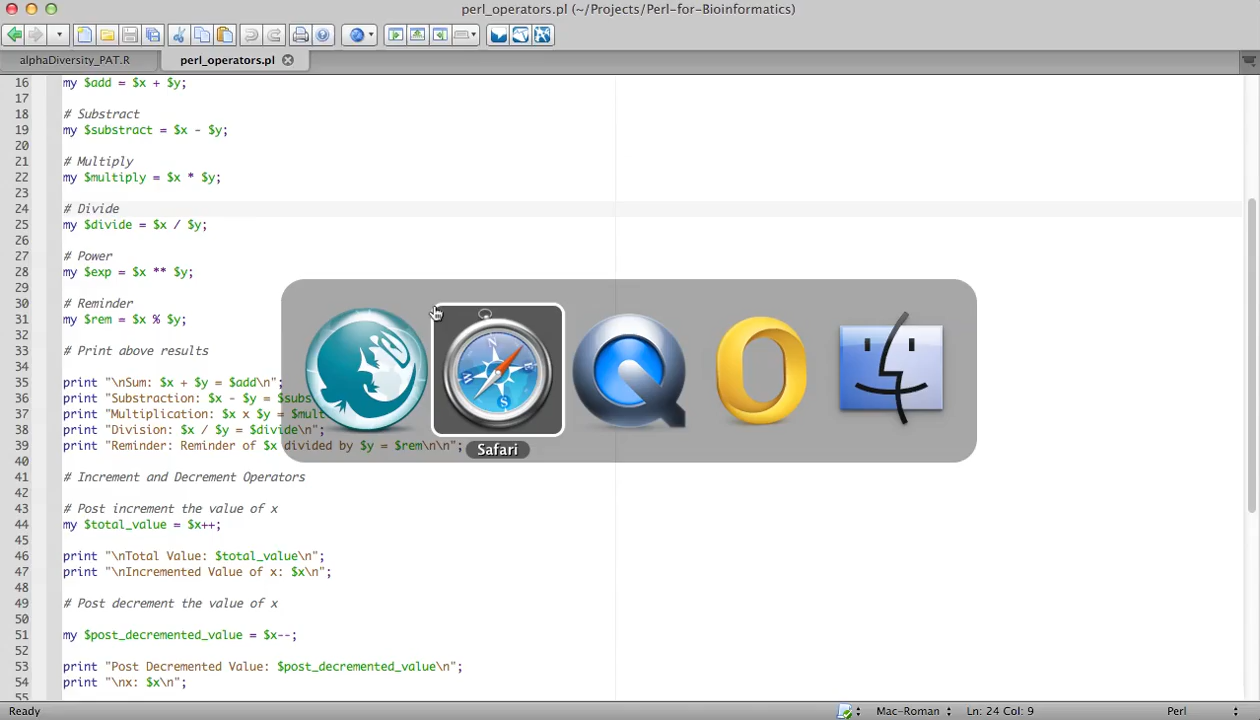 perl_operators.pl (~/Projects/Perl-for-Bioinformatics)
alphaDiversity_PAT.R
perl_operators.pl
16 my $add = $x + $y;
17
18 # Substract
19 my $substract = $x - $y;
20
21 # Multiply
22 my $multiply = $x * $y;
23
24 # Divide
25 my $divide = $x / $y;
26
27 # Power
28 my $exp = $x ** $y;
29
30 # Reminder
31 my $rem = $x % $y;
32
33 # Print above results
34
35 print "\nSum: $x + $y = $add\n";
36 print "Substraction: $x - $y = $subs
37 print "Multiplication: $x x $y = $mult
38 print "Division: $x / $y = $divide\n";
39 print "Reminder: Reminder of $x divided by $y = $rem\n\n";
40
41 # Increment and Decrement Operators
42
43 # Post increment the value of x
44 my $total_value = $x++;
45
46 print "\nTotal Value: $total_value\n";
47 print "\nIncremented Value of x: $x\n";
48
49 # Post decrement the value of x
50
51 my $post_decremented_value = $x--;
52
53 print "Post Decremented Value: $post_decremented_value\n";
54 print "\nx: $x\n";
55
N
W E
S
Safari
Ready
Mac-Roman
Ln: 24 Col: 9
Perl